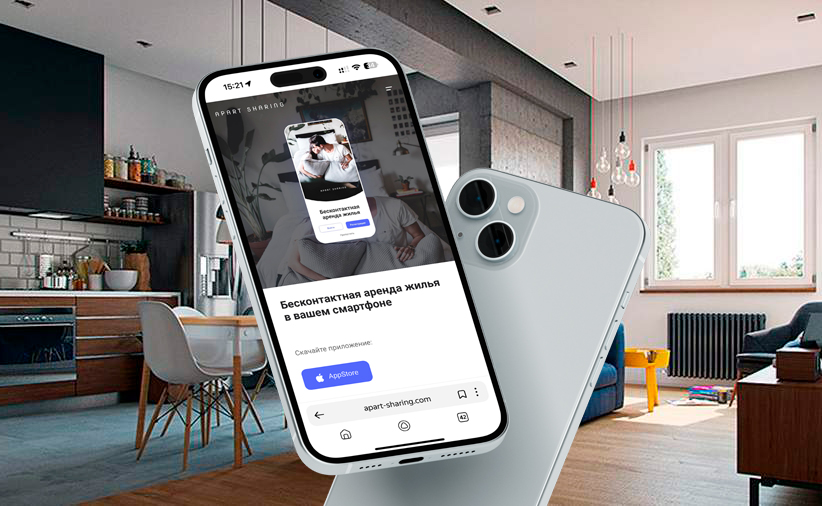 15:21
APART SHARING
APART SHARING
Бесконтактная
аренда жилья
Бесконтактная аренда жилья
в вашем смартфоне
Скачайте приложение:
AppStore
apart-sharing.com
42